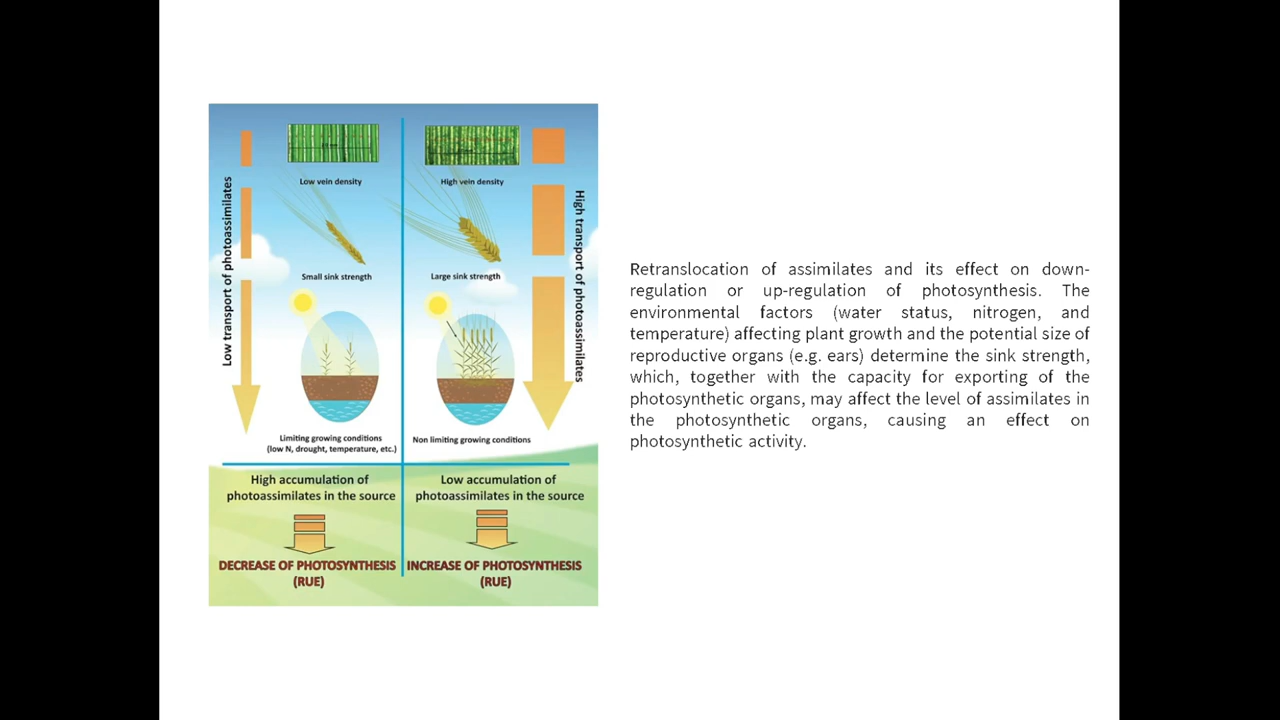 Low vein density
High vein density
Low transport of photoassimilates
High transport of photoassimilates
Small sink strength
Large sink strength
Limiting growing conditions
(low N, drought, temperature, etc.)
Non limiting growing conditions
High accumulation of
photoassimilates in the source
Low accumulation of
photoassimilates in the source
DECREASE OF PHOTOSYNTHESIS
(RUE)
INCREASE OF PHOTOSYNTHESIS
(RUE)
Retranslocation of assimilates and its effect on down-
regulation or up-regulation of photosynthesis. The
environmental factors (water status, nitrogen, and
temperature) affecting plant growth and the potential size of
reproductive organs (e.g. ears) determine the sink strength,
which, together with the capacity for exporting of the
photosynthetic organs, may affect the level of assimilates in
the photosynthetic organs, causing an effect on
photosynthetic activity.